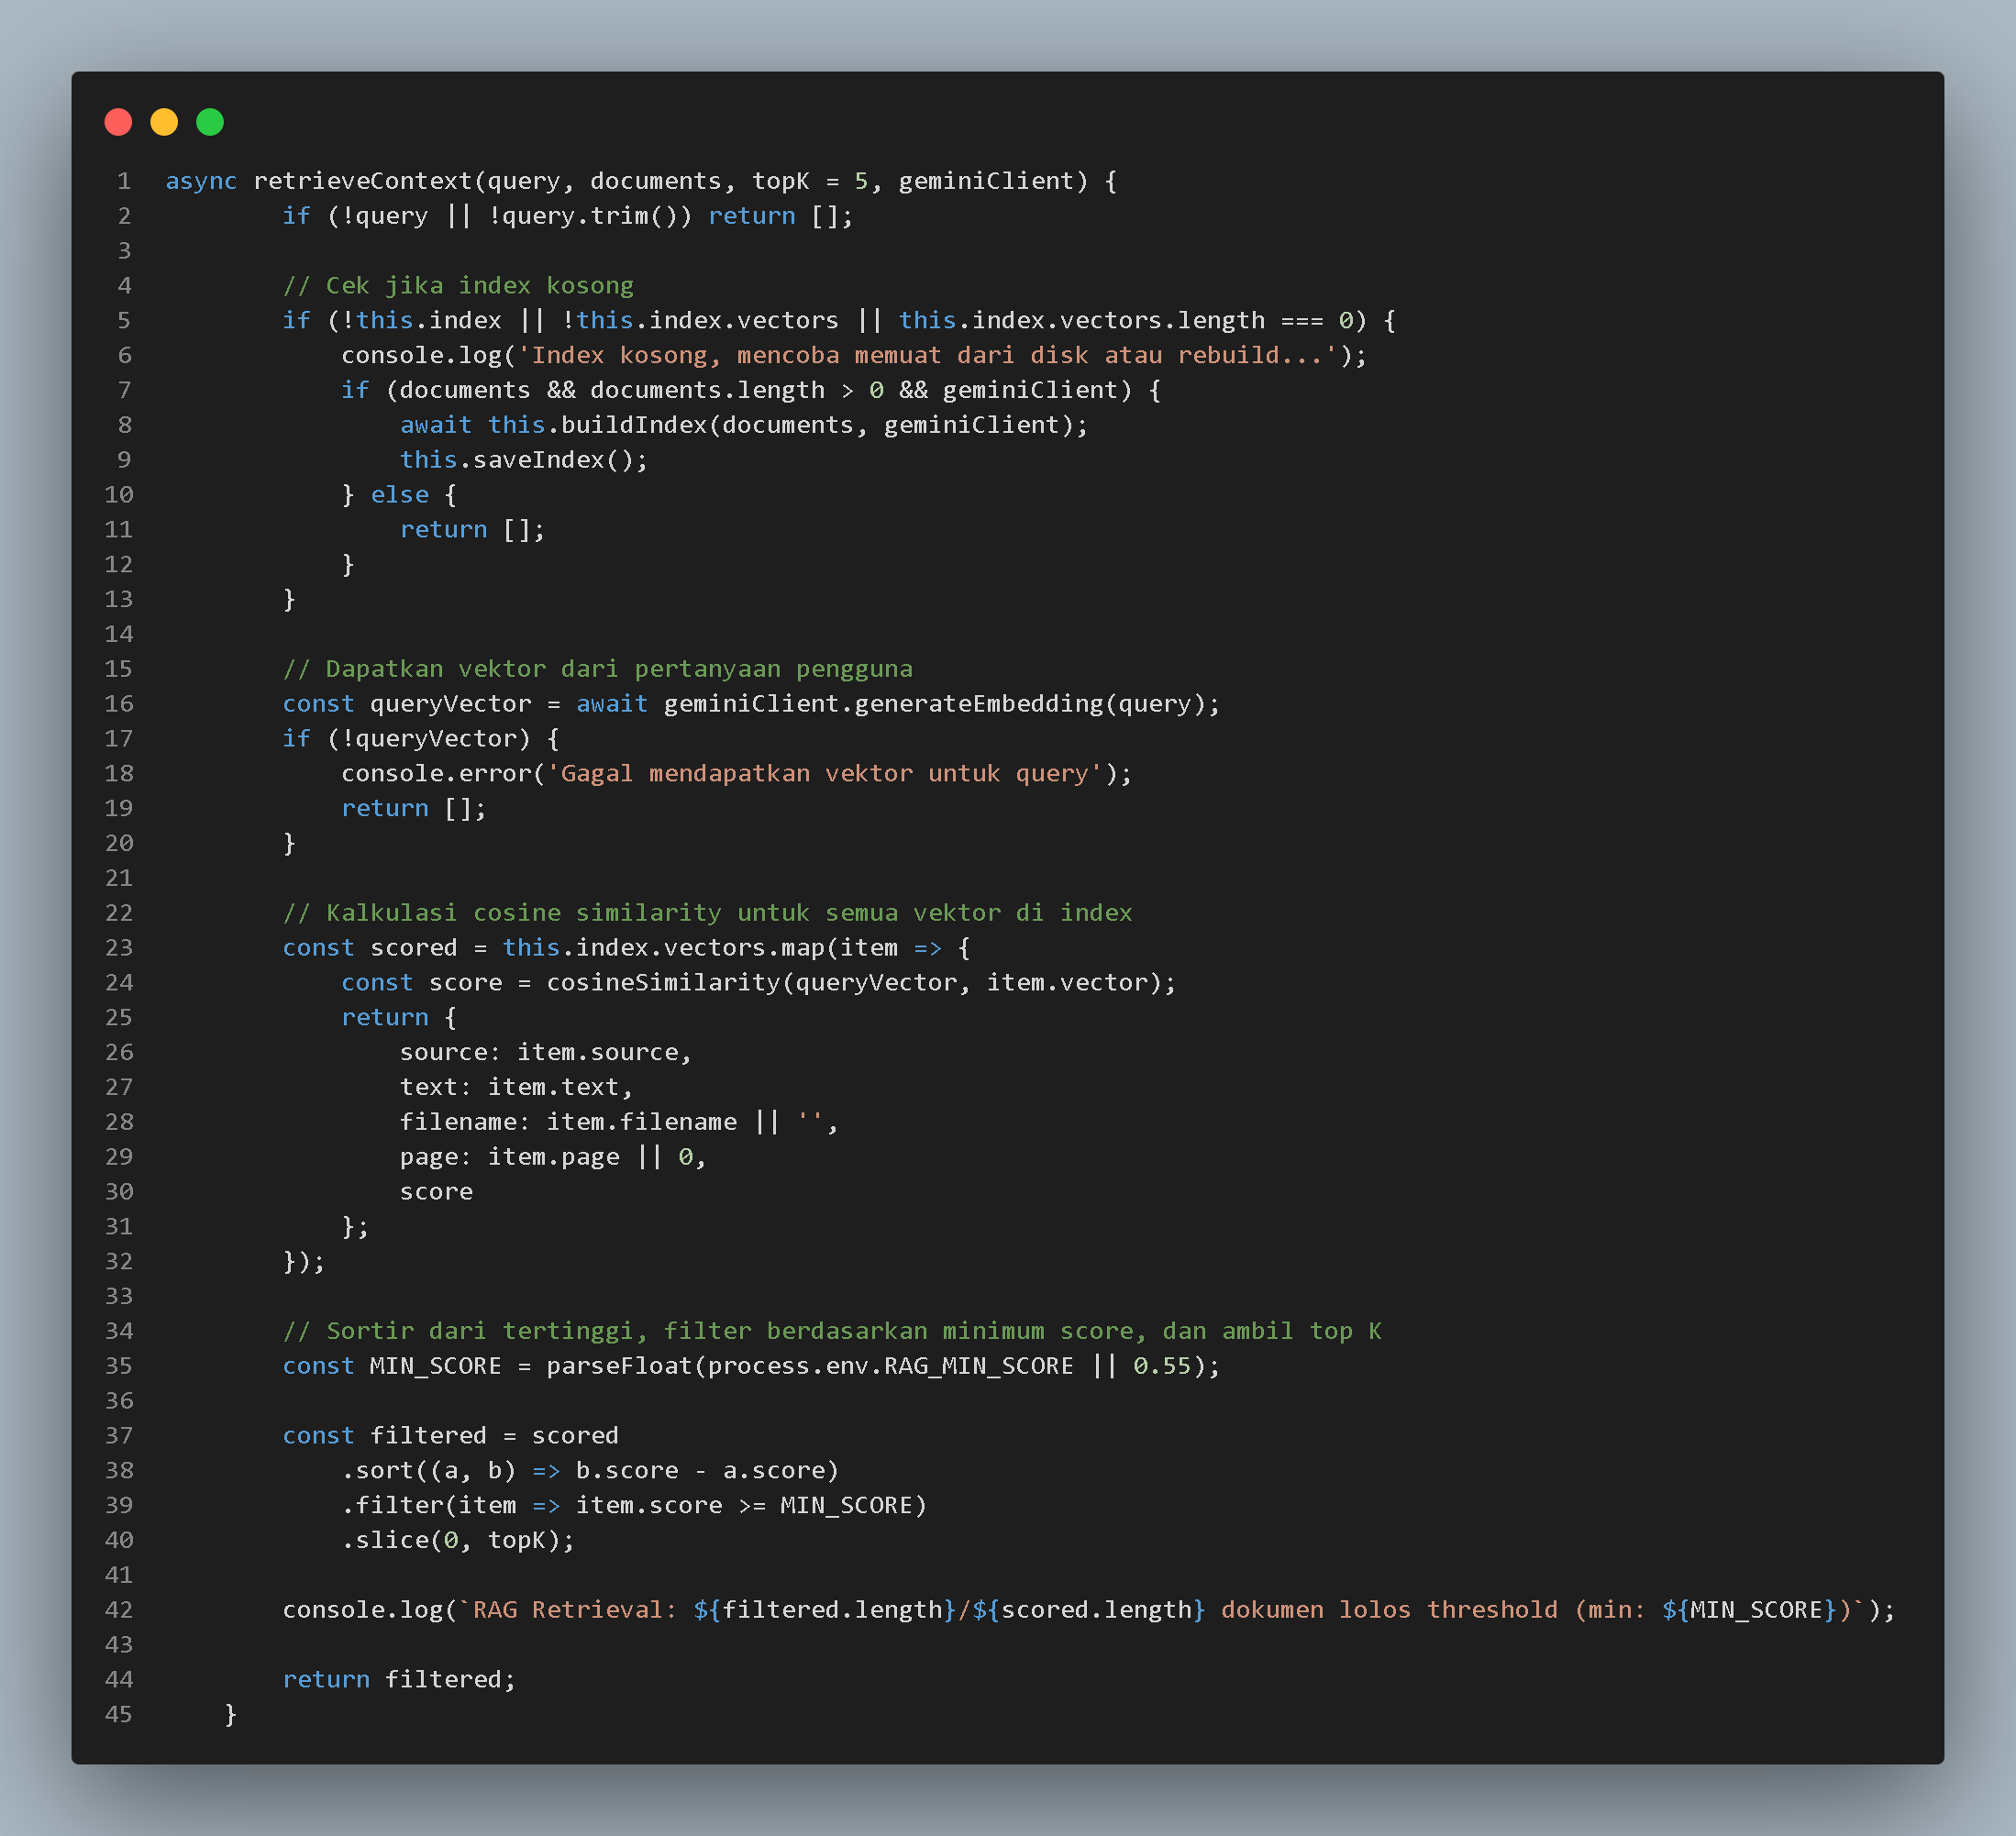 1 async retrieveContext(query, documents, topK = 5, geminiClient) {
2         if (!query || !query.trim()) return [];
3
4         // Cek jika index kosong
5         if (!this.index || !this.index.vectors || this.index.vectors.length === 0) {
6             console.log('Index kosong, mencoba memuat dari disk atau rebuild...');
7             if (documents && documents.length > 0 && geminiClient) {
8                 await this.buildIndex(documents, geminiClient);
9                 this.saveIndex();
10             } else {
11                 return [];
12             }
13         }
14
15         // Dapatkan vektor dari pertanyaan pengguna
16         const queryVector = await geminiClient.generateEmbedding(query);
17         if (!queryVector) {
18             console.error('Gagal mendapatkan vektor untuk query');
19             return [];
20         }
21
22         // Kalkulasi cosine similarity untuk semua vektor di index
23         const scored = this.index.vectors.map(item => {
24             const score = cosineSimilarity(queryVector, item.vector);
25             return {
26                 source: item.source,
27                 text: item.text,
28                 filename: item.filename || '',
29                 page: item.page || 0,
30                 score
31             };
32         });
33
34         // Sortir dari tertinggi, filter berdasarkan minimum score, dan ambil top K
35         const MIN_SCORE = parseFloat(process.env.RAG_MIN_SCORE || 0.55);
36
37         const filtered = scored
38             .sort((a, b) => b.score - a.score)
39             .filter(item => item.score >= MIN_SCORE)
40             .slice(0, topK);
41
42         console.log(`RAG Retrieval: ${filtered.length}/${scored.length} dokumen lolos threshold (min: ${MIN_SCORE})`);
43
44         return filtered;
45     }